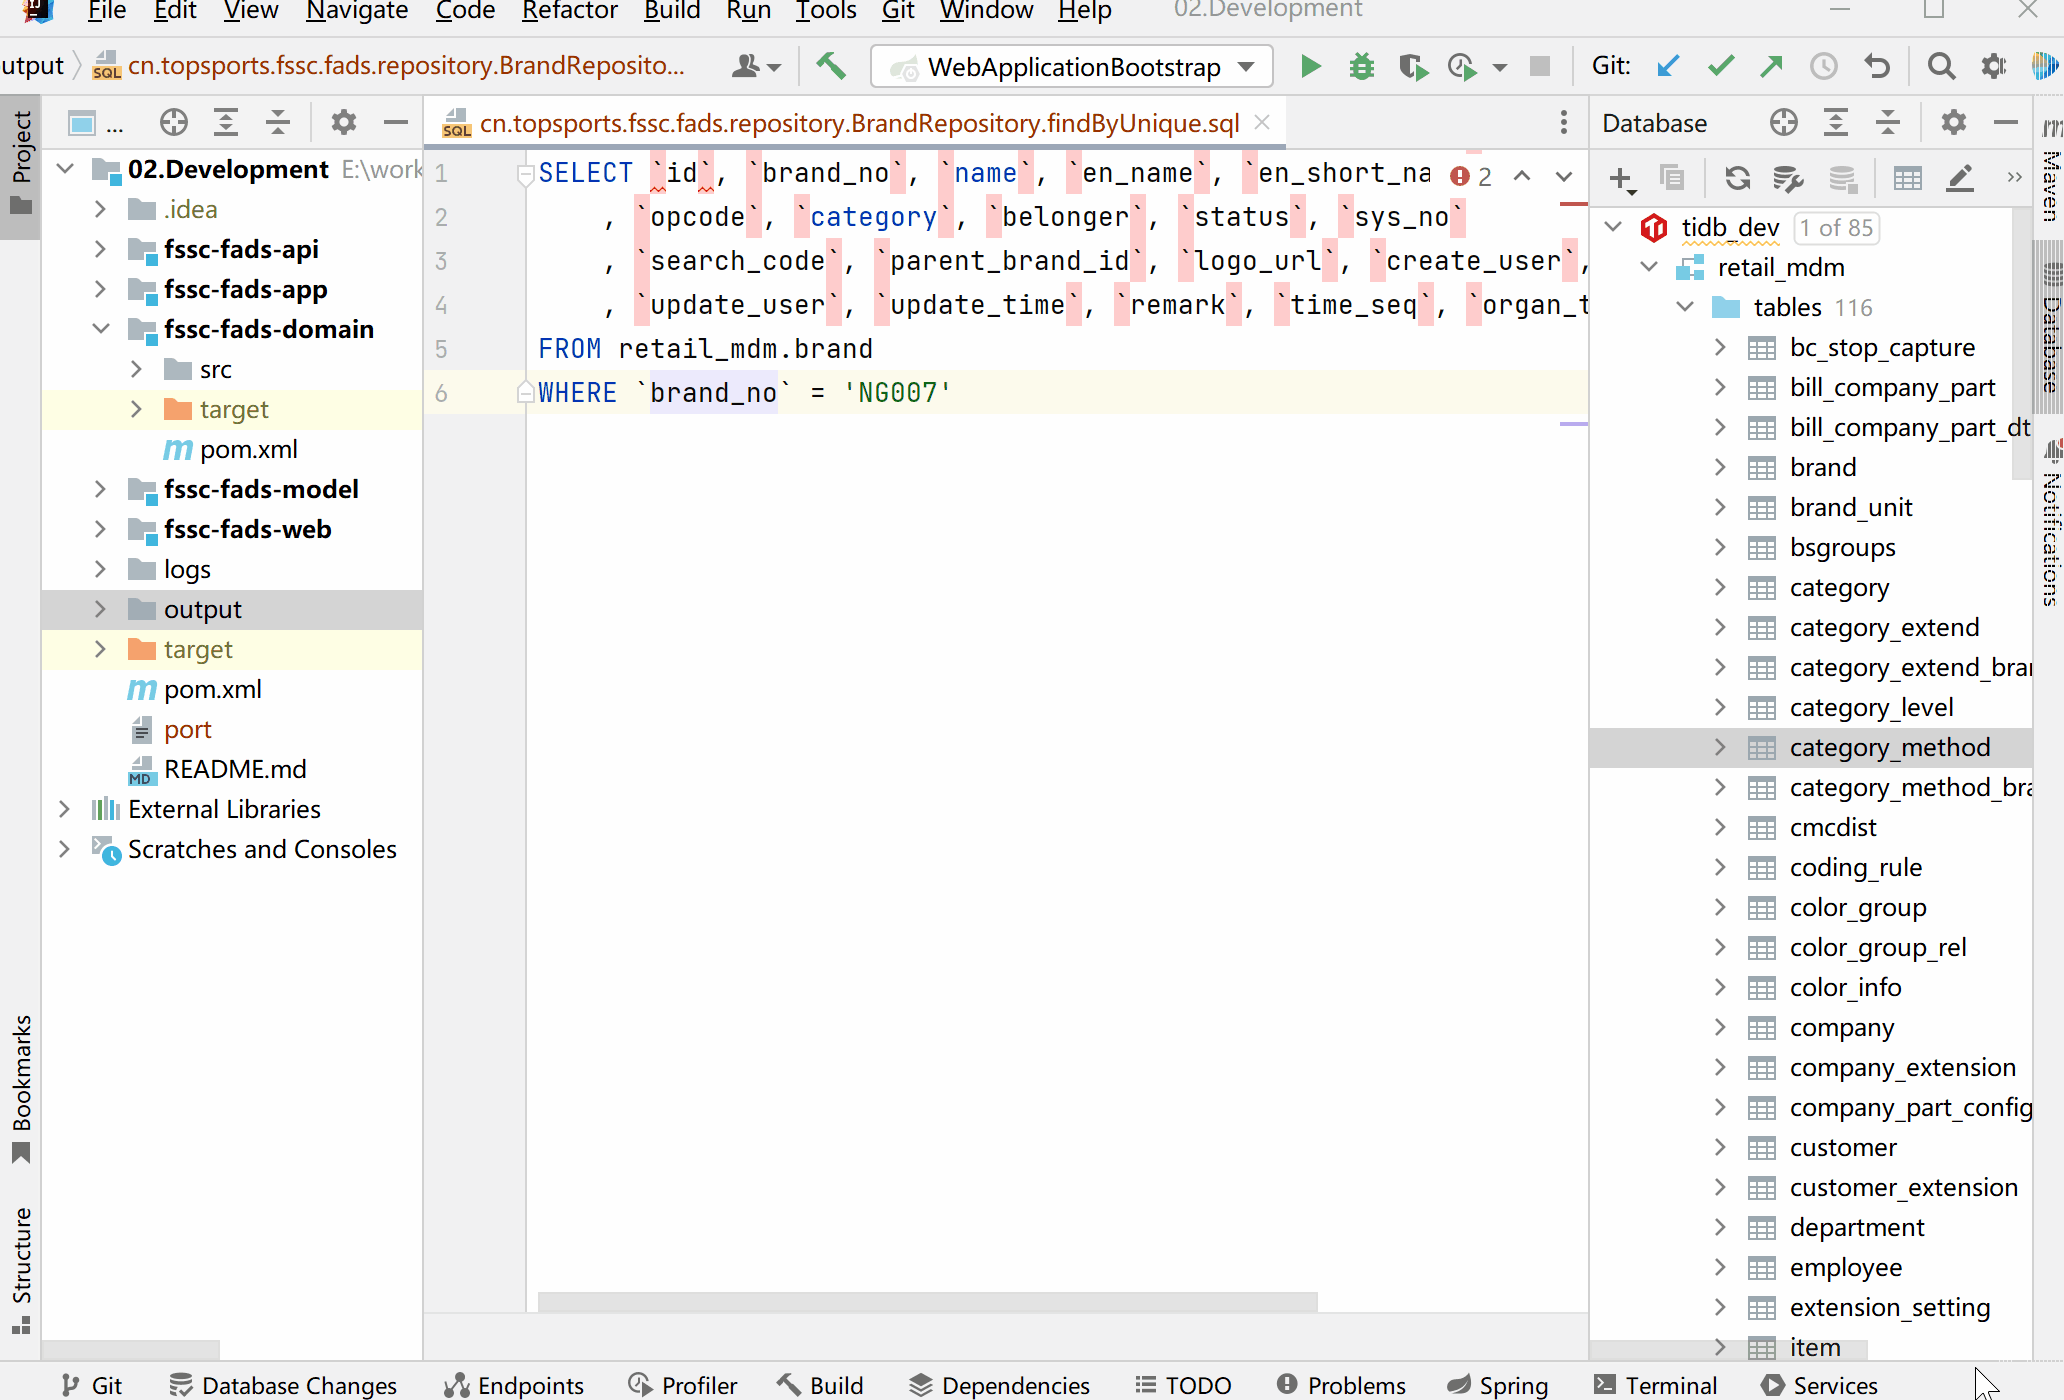 File Edit View Navigate Code Refactor Build Run Tools Git Window Help 02.Development
utput cn.topsports.fssc.fads.repository.BrandReposito... WebApplicationBootstrap Git:
Project
...
02.Development E:\work
.idea
fssc-fads-api
fssc-fads-app
fssc-fads-domain
src
target
pom.xml
fssc-fads-model
fssc-fads-web
logs
output
target
pom.xml
port
README.md
External Libraries
Scratches and Consoles
Bookmarks
Structure
cn.topsports.fssc.fads.repository.BrandRepository.findByUnique.sql
1 SELECT `id`, `brand_no`, `name`, `en_name`, `en_short_na 2
2 , `opcode`, `category`, `belonger`, `status`, `sys_no`
3 , `search_code`, `parent_brand_id`, `logo_url`, `create_user`,
4 , `update_user`, `update_time`, `remark`, `time_seq`, `organ_t
5 FROM retail_mdm.brand
6 WHERE `brand_no` = 'NG007'
Database
tidb_dev 1 of 85
retail_mdm
tables 116
bc_stop_capture
bill_company_part
bill_company_part_dt
brand
brand_unit
bsgroups
category
category_extend
category_extend_brar
category_level
category_method
category_method_bra
cmcdist
coding_rule
color_group
color_group_rel
color_info
company
company_extension
company_part_config
customer
customer_extension
department
employee
extension_setting
item
Maven
Database
Notifications
Git Database Changes Endpoints Profiler Build Dependencies TODO Problems Spring Terminal Services